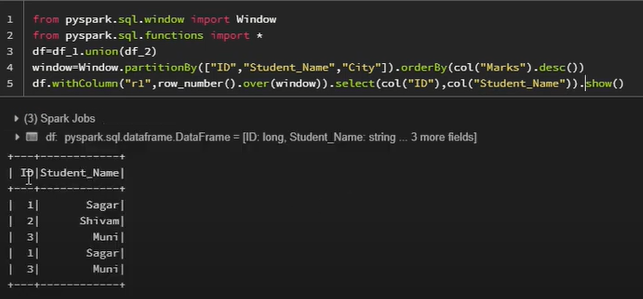 1 from pyspark.sql.window import Window
2 from pyspark.sql.functions import *
3 df=df_1.union(df_2)
4 window=Window.partitionBy(["ID","Student_Name","City"]).orderBy(col("Marks").desc())
5 df.withColumn("r1",row_number().over(window)).select(col("ID"),col("Student_Name")).show()
(3) Spark Jobs
df: pyspark.sql.dataframe.DataFrame = [ID: long, Student_Name: string ... 3 more fields]
+---+------------+
| ID|Student_Name|
+---+------------+
| 1| Sagar|
| 2| Shivam|
| 3| Muni|
| 1| Sagar|
| 3| Muni|
+---+------------+